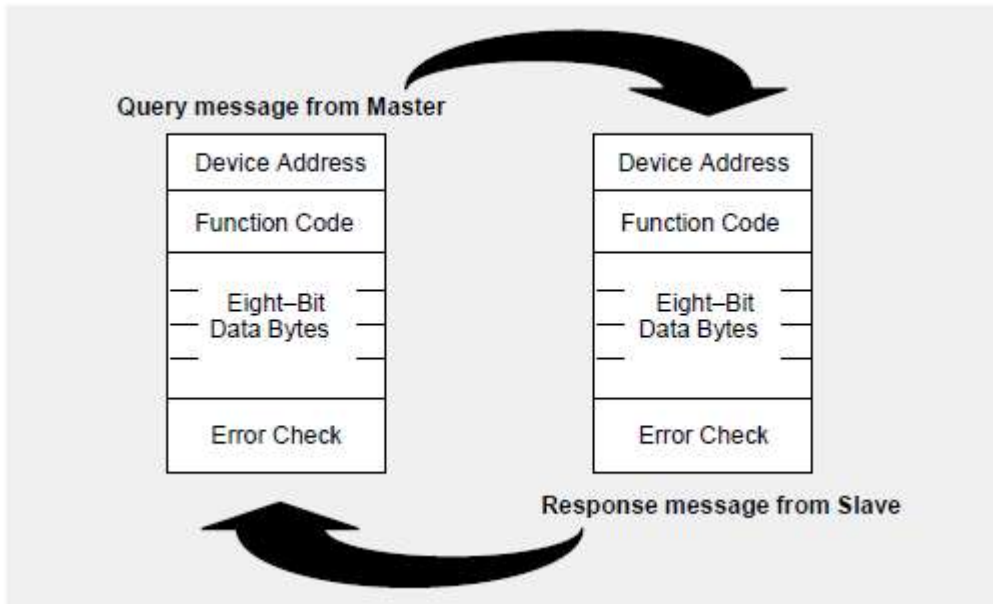 Query message from Master
Device Address
Function Code
Eight–Bit
Data Bytes
Error Check
Device Address
Function Code
Eight–Bit
Data Bytes
Error Check
Response message from Slave